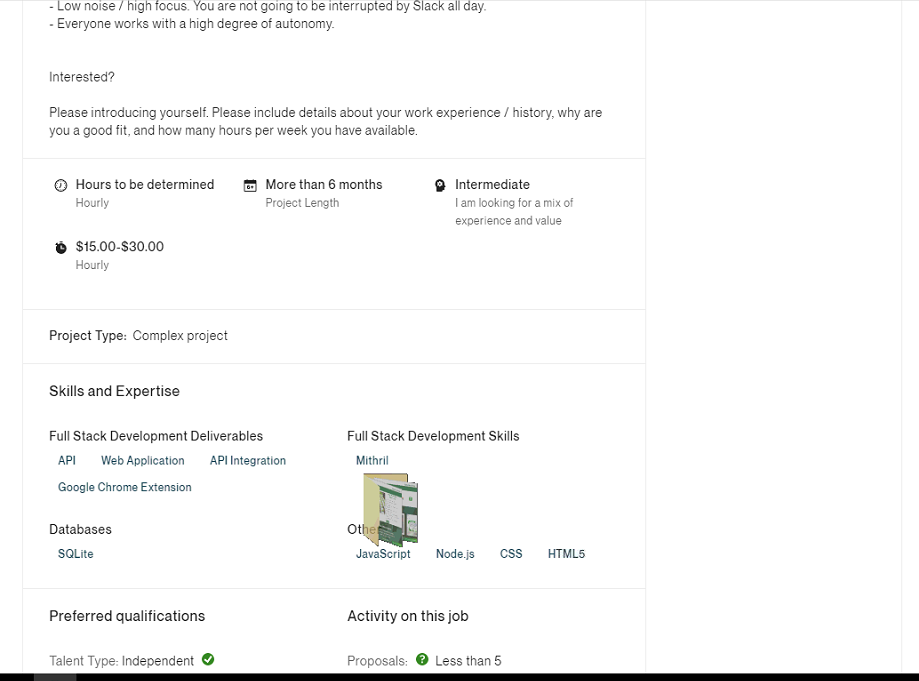 - Low noise / high focus. You are not going to be interrupted by Slack all day.
- Everyone works with a high degree of autonomy.
Interested?
Please introducing yourself. Please include details about your work experience / history, why are
you a good fit, and how many hours per week you have available.
Hours to be determined
Hourly
More than 6 months
Project Length
Intermediate
I am looking for a mix of
experience and value
$15.00-$30.00
Hourly
Project Type: Complex project
Skills and Expertise
Full Stack Development Deliverables
API Web Application API Integration
Google Chrome Extension
Full Stack Development Skills
Mithril
Databases
SQLite
JavaScript Node.js CSS HTML5
Preferred qualifications
Talent Type: Independent
Activity on this job
Proposals: Less than 5